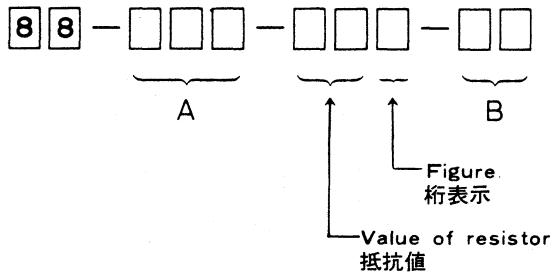 88 — □□□ — □□□ — □□
A B
Figure.
桁表示
Value of resistor
抵抗値